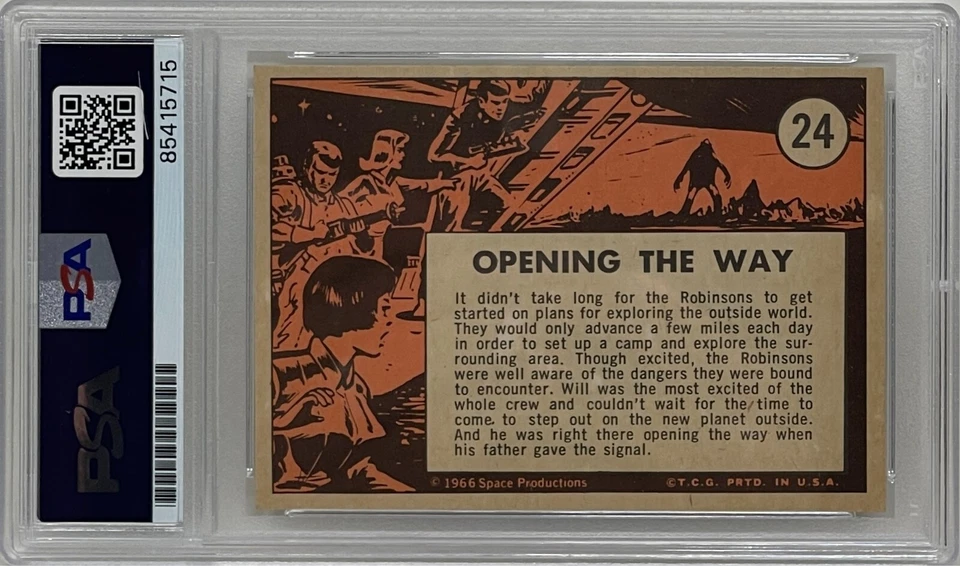 85415715
PSA
PSA
24
OPENING THE WAY
It didn't take long for the Robinsons to get
started on plans for exploring the outside world.
They would only advance a few miles each day
in order to set up a camp and explore the sur-
rounding area. Though excited, the Robinsons
were well aware of the dangers they were bound
to encounter. Will was the most excited of the
whole crew and couldn't wait for the time to
come to step out on the new planet outside.
And he was right there opening the way when
his father gave the signal.
© 1966 Space Productions
©T.C.G. PRTD. IN U.S.A.